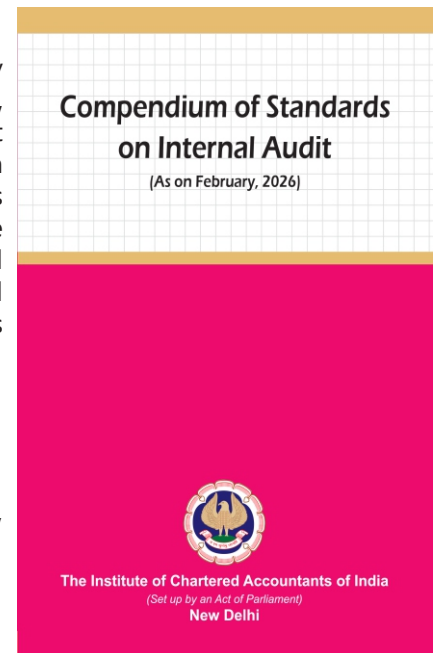 Compendium of Standards
on Internal Audit
(As on February, 2026)
The Institute of Chartered Accountants of India
(Set up by an Act of Parliament)
New Delhi